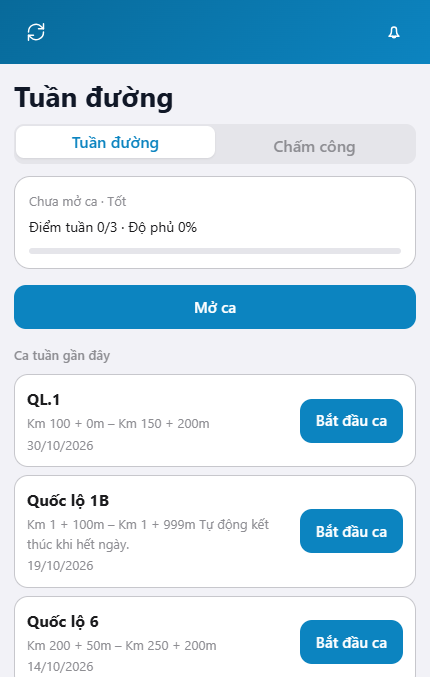 Tuần đường
Tuần đường
Chấm công
Chưa mở ca · Tốt
Điểm tuần 0/3 · Độ phủ 0%
Mở ca
Ca tuần gần đây
QL.1
Km 100 + 0m – Km 150 + 200m
30/10/2026
Bắt đầu ca
Quốc lộ 1B
Km 1 + 100m – Km 1 + 999m Tự động kết
thúc khi hết ngày.
19/10/2026
Bắt đầu ca
Quốc lộ 6
Km 200 + 50m – Km 250 + 200m
14/10/2026
Bắt đầu ca